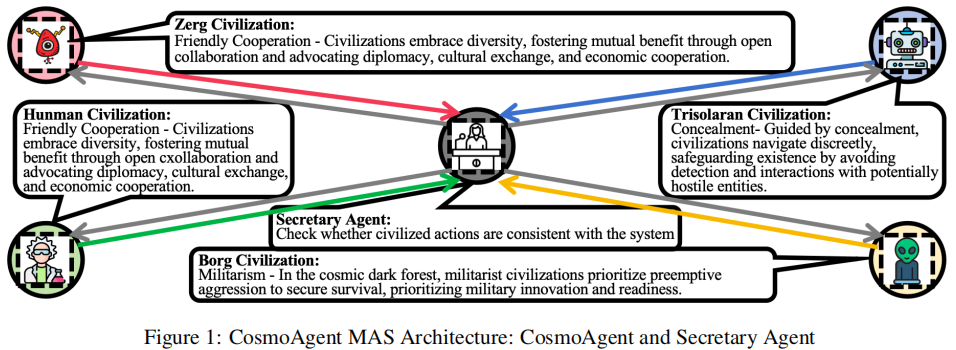 Zerg Civilization:
Friendly Cooperation - Civilizations embrace diversity, fostering mutual benefit through open
collaboration and advocating diplomacy, cultural exchange, and economic cooperation.
Hunman Civilization:
Friendly Cooperation - Civilizations
embrace diversity, fostering mutual
benefit through open cxollaboration and
advocating diplomacy, cultural exchange,
and economic cooperation.
Trisolaran Civilization:
Concealment- Guided by concealment,
civilizations navigate discreetly,
safeguarding existence by avoiding
detection and interactions with potentially
hostile entities.
Secretary Agent:
Check whether civilized actions are consistent with the system
Borg Civilization:
Militarism - In the cosmic dark forest, militarist civilizations prioritize preemptive
aggression to secure survival, prioritizing military innovation and readiness.
Figure 1: CosmoAgent MAS Architecture: CosmoAgent and Secretary Agent